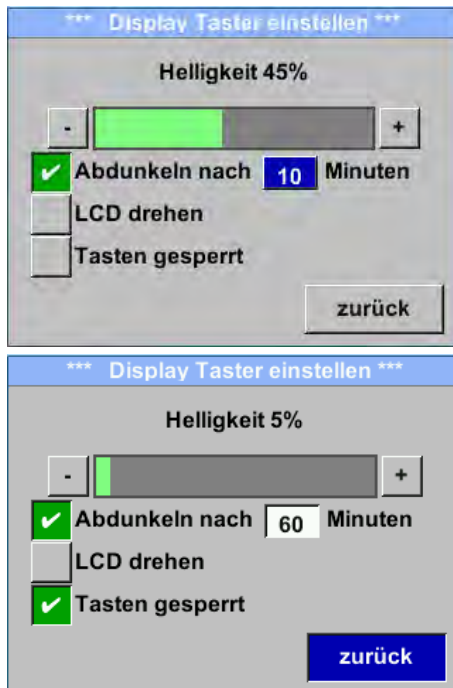 *** Display Taster einstellen ***
Helligkeit 45%
- +
Abdunkeln nach 10 Minuten
LCD drehen
Tasten gesperrt
zurück
*** Display Taster einstellen ***
Helligkeit 5%
- +
Abdunkeln nach 60 Minuten
LCD drehen
Tasten gesperrt
zurück